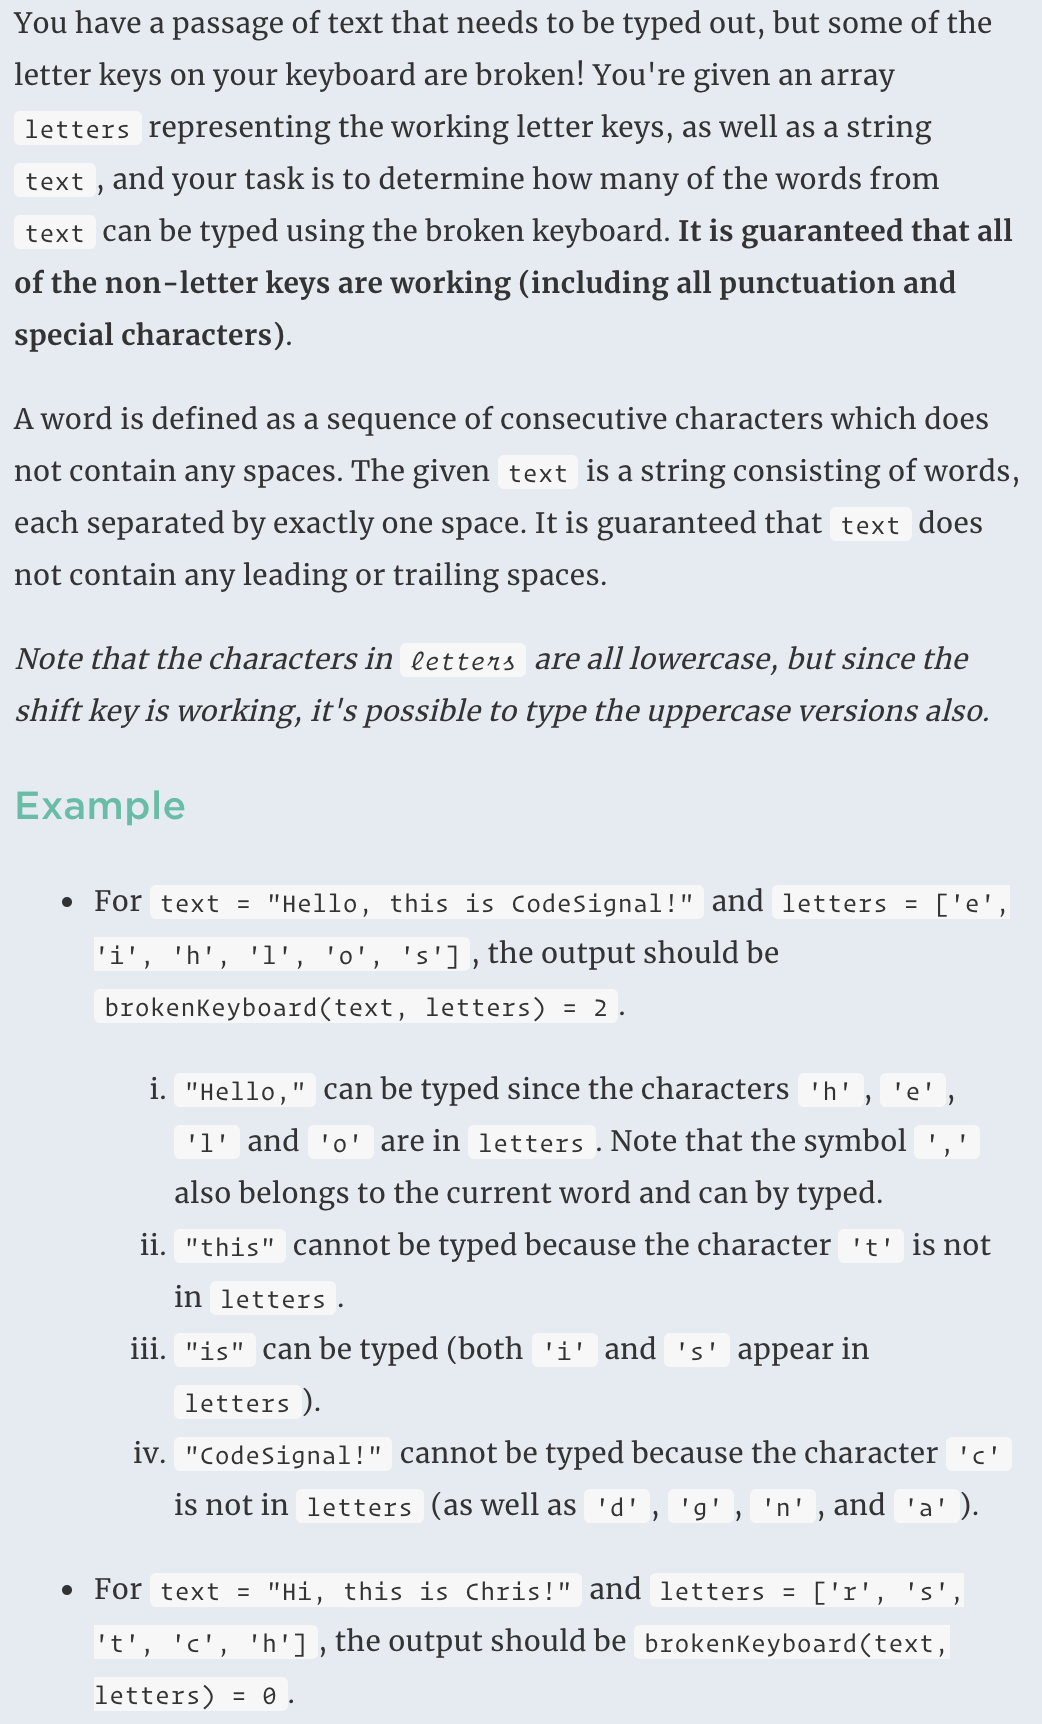 You have a passage of text that needs to be typed out, but some of the
letter keys on your keyboard are broken! You're given an array
letters representing the working letter keys, as well as a string
text , and your task is to determine how many of the words from
text can be typed using the broken keyboard. It is guaranteed that all
of the non-letter keys are working (including all punctuation and
special characters).
A word is defined as a sequence of consecutive characters which does
not contain any spaces. The given text is a string consisting of words,
each separated by exactly one space. It is guaranteed that text does
not contain any leading or trailing spaces.
Note that the characters in letters are all lowercase, but since the
shift key is working, it's possible to type the uppercase versions also.
Example
• For text = "Hello, this is CodeSignal!" and letters = ['e',
'i', 'h', 'l', 'o', 's'] , the output should be
brokenKeyboard(text, letters) = 2 .
i. "Hello," can be typed since the characters 'h' , 'e' ,
'l' and 'o' are in letters . Note that the symbol ','
also belongs to the current word and can by typed.
ii. "this" cannot be typed because the character 't' is not
in letters .
iii. "is" can be typed (both 'i' and 's' appear in
letters ).
iv. "CodeSignal!" cannot be typed because the character 'c'
is not in letters (as well as 'd' , 'g' , 'n' , and 'a' ).
• For text = "Hi, this is Chris!" and letters = ['r', 's',
't', 'c', 'h'] , the output should be brokenKeyboard(text,
letters) = 0 .